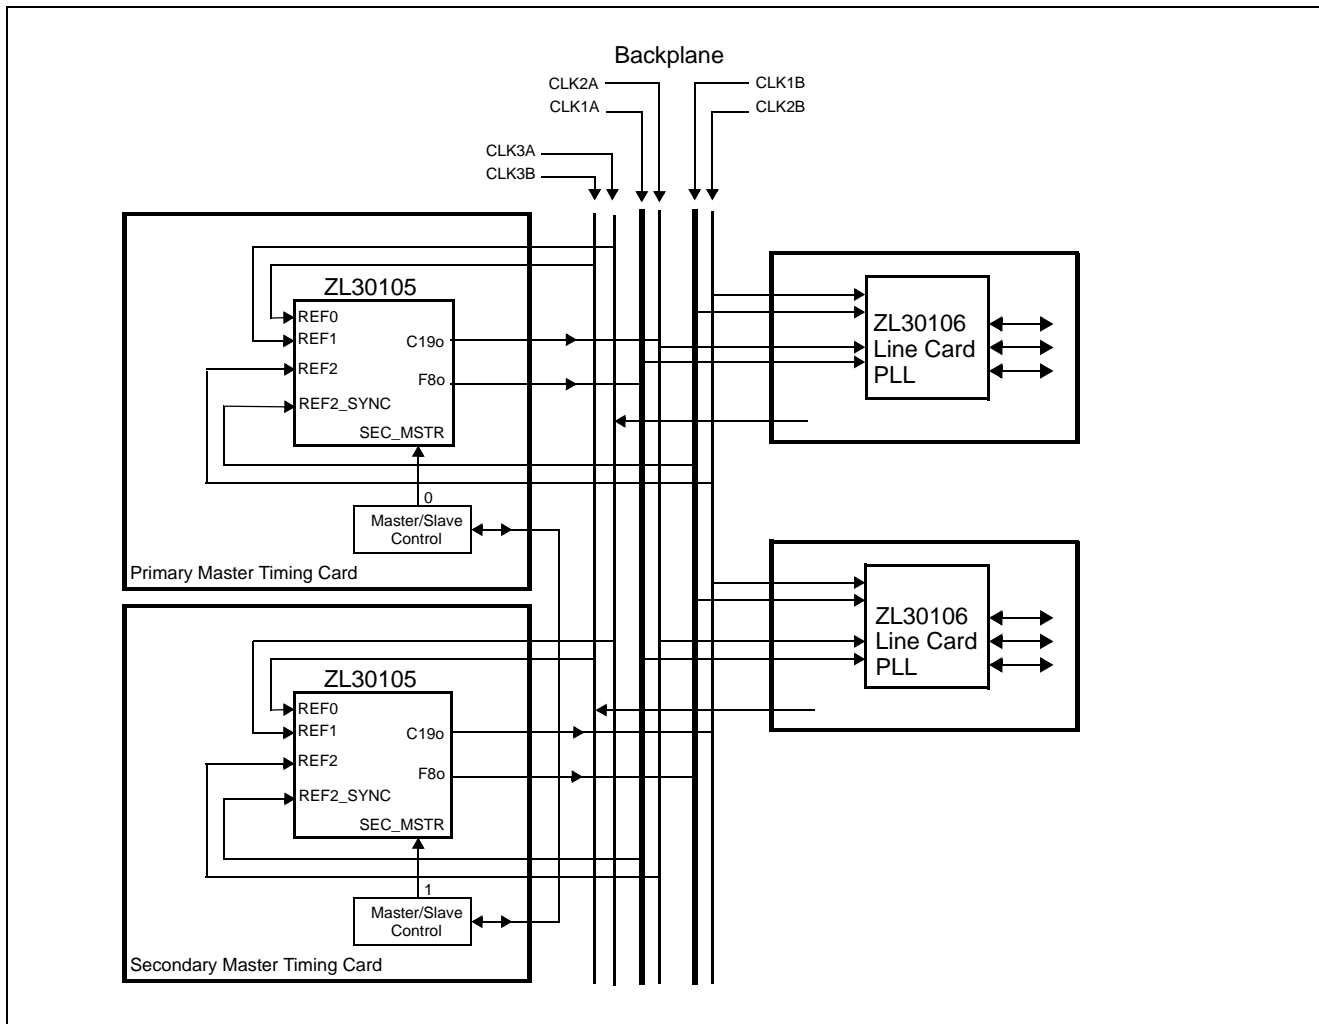 Backplane
CLK2A
CLK1B
CLK1A
CLK2B
CLK3A
CLK3B
ZL30105
REF0
REF1
C19o
REF2
F8o
REF2_SYNC
SEC_MSTR
0
Master/Slave
Control
Primary Master Timing Card
ZL30106
Line Card
PLL
ZL30105
REF0
REF1
C19o
REF2
F8o
REF2_SYNC
SEC_MSTR
1
Master/Slave
Control
Secondary Master Timing Card
ZL30106
Line Card
PLL